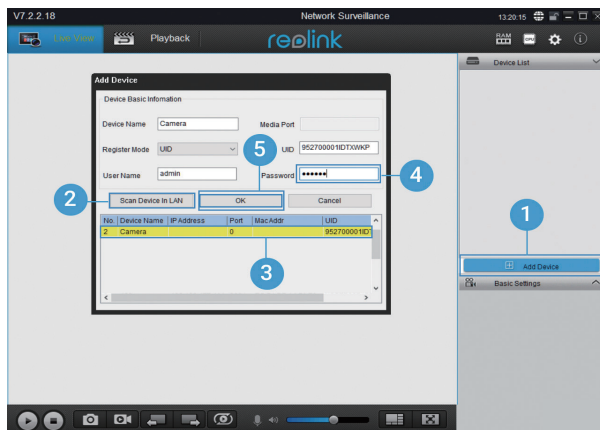 V7.2.2.18 Network Surveillance 13:20:15
Live View Playback reolink RAM CPU
Device List
Add Device
Device Basic Infomation
Device Name Camera Media Port
Register Mode UID UID 952700001IDTXWKP
User Name admin Password ••••••
Scan Device In LAN OK Cancel
No. Device Name IP Address Port Mac Addr UID
2 Camera 0 952700001IDT
1
2
3
4
5
Add Device
Basic Settings